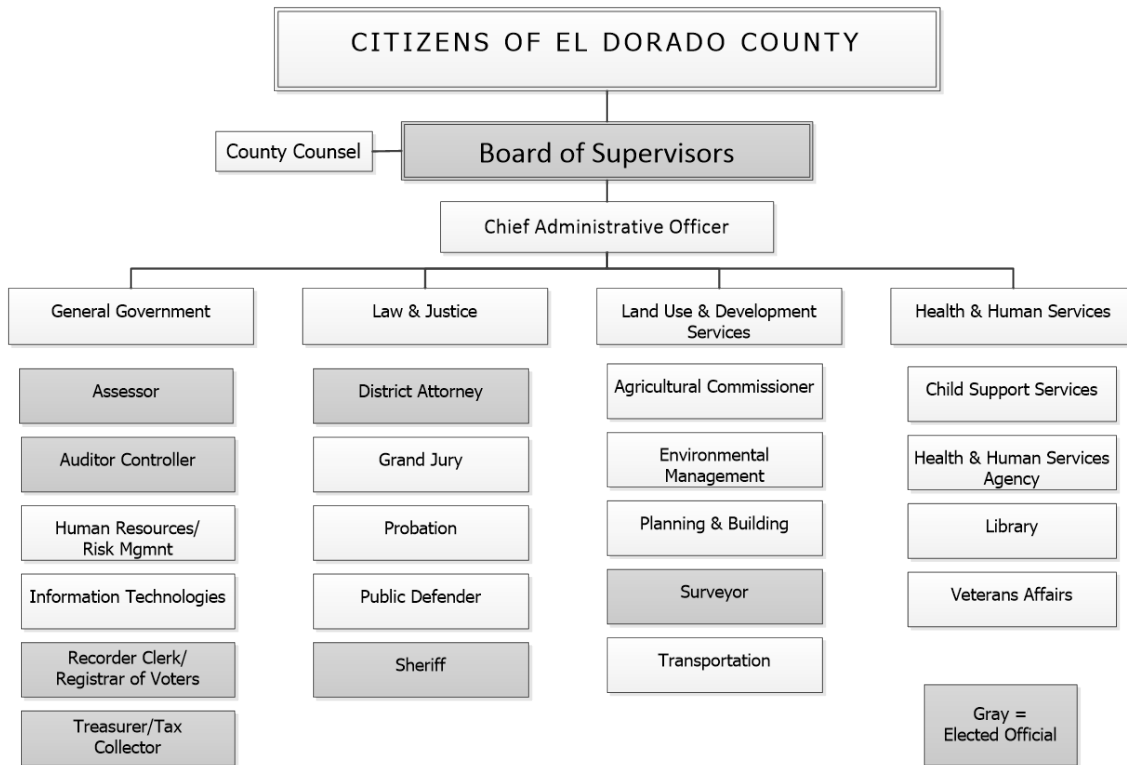 CITIZENS OF EL DORADO COUNTY
County Counsel
Board of Supervisors
Chief Administrative Officer
General Government
Law & Justice
Land Use & Development
Services
Health & Human Services
Assessor
Auditor Controller
Human Resources/
Risk Mgmnt
Information Technologies
Recorder Clerk/
Registrar of Voters
Treasurer/Tax
Collector
District Attorney
Grand Jury
Probation
Public Defender
Sheriff
Agricultural Commissioner
Environmental
Management
Planning & Building
Surveyor
Transportation
Child Support Services
Health & Human Services
Agency
Library
Veterans Affairs
Gray =
Elected Official